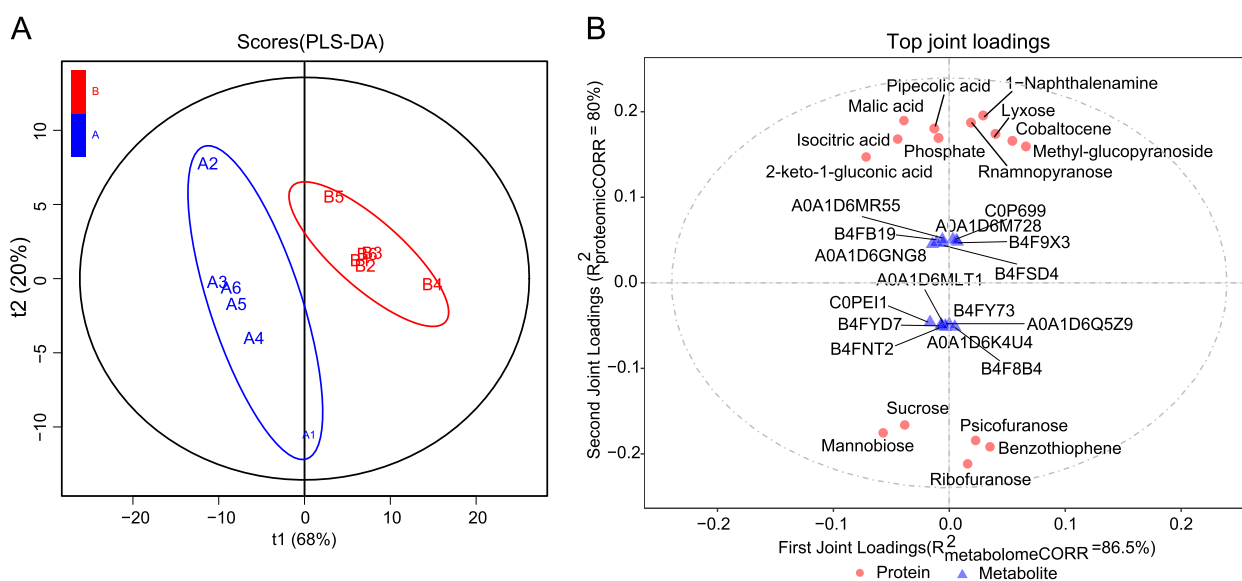 A
Scores(PLS-DA)
B
A
A2
A3
A6
A5
A4
A1
B5
B3
B6
B2
B4
10
5
0
−5
−10
t2 (20%)
−20
−10
0
10
20
t1 (68%)
B
Top joint loadings
1−Naphthalenamine
Pipecolic acid
Malic acid
Lyxose
Isocitric acid
Cobaltocene
Phosphate
Methyl-glucopyranoside
2-keto-1-gluconic acid
Rnamnopyranose
A0A1D6MR55
C0P699
A0A1D6M728
B4FB19
B4F9X3
A0A1D6GNG8
B4FSD4
A0A1D6MLT1
C0PEI1
B4FY73
B4FYD7
A0A1D6Q5Z9
A0A1D6K4U4
B4FNT2
B4F8B4
Sucrose
Psicofuranose
Mannobiose
Benzothiophene
Ribofuranose
0.2
0.1
0.0
−0.1
−0.2
Second Joint Loadings (R2proteomicCORR = 80%)
−0.2
−0.1
0.0
0.1
0.2
First Joint Loadings(R2metabolomeCORR =86.5%)
Protein
Metabolite